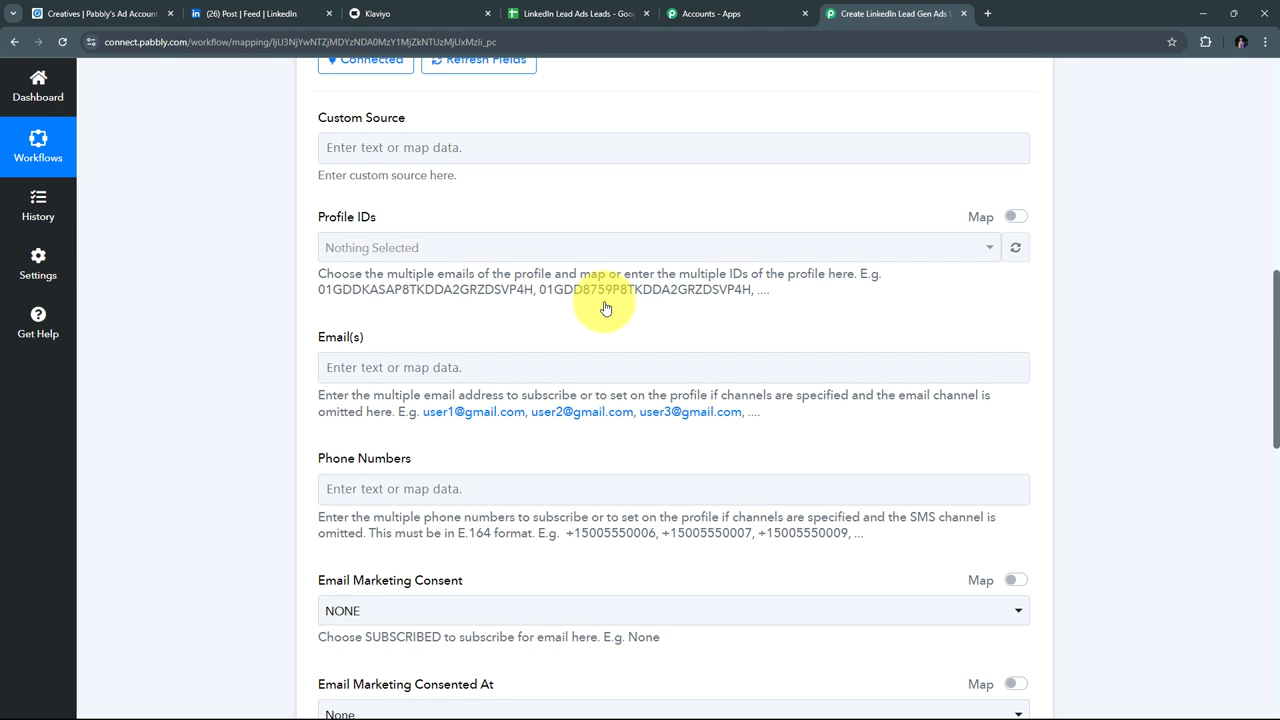 Creatives | Pabbly's Ad Account
(26) Post | Feed | LinkedIn
Klaviyo
LinkedIn Lead Ads Leads - Goo
Accounts - Apps
Create LinkedIn Lead Gen Ads
connect.pabbly.com/workflow/mapping/
Dashboard
Workflows
History
Settings
Get Help
Connected
Refresh Fields
Custom Source
Enter text or map data.
Enter custom source here.
Profile IDs
Map
Nothing Selected
Choose the multiple emails of the profile and map or enter the multiple IDs of the profile here. E.g.
01GDDKASAP8TKDDA2GRZDSVP4H, 01GDD8759P8TKDDA2GRZDSVP4H, ....
Email(s)
Enter text or map data.
Enter the multiple email address to subscribe or to set on the profile if channels are specified and the email channel is
omitted here. E.g. user1@gmail.com, user2@gmail.com, user3@gmail.com, ....
Phone Numbers
Enter text or map data.
Enter the multiple phone numbers to subscribe or to set on the profile if channels are specified and the SMS channel is
omitted. This must be in E.164 format. E.g. +15005550006, +15005550007, +15005550009, ...
Email Marketing Consent
Map
NONE
Choose SUBSCRIBED to subscribe for email here. E.g. None
Email Marketing Consented At
Map
None